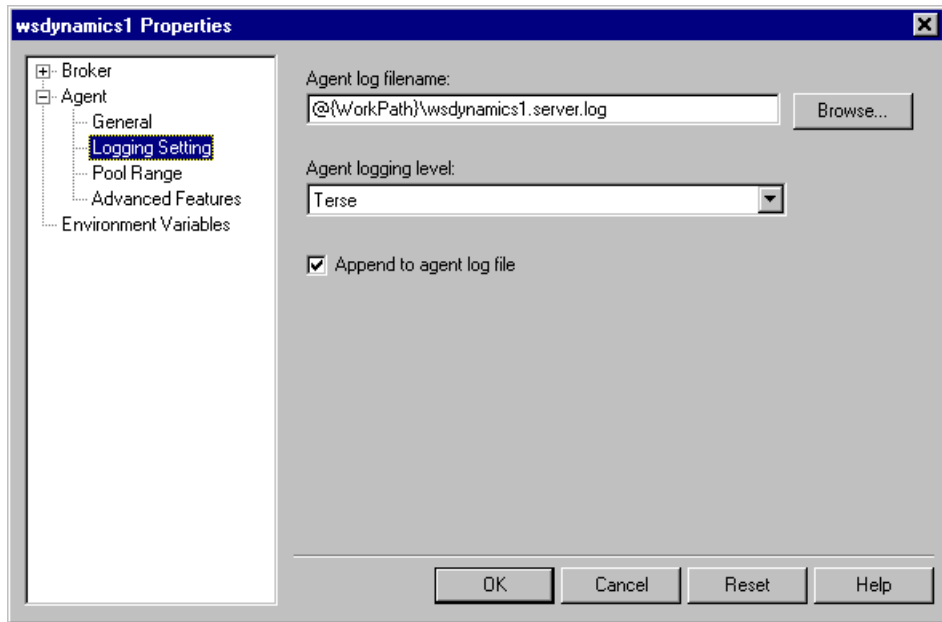 wsdynamics1 Properties
Broker
Agent
General
Logging Setting
Pool Range
Advanced Features
Environment Variables
Agent log filename:
@{WorkPath}\wsdynamics1.server.log
Browse...
Agent logging level:
Terse
Append to agent log file
OK Cancel Reset Help